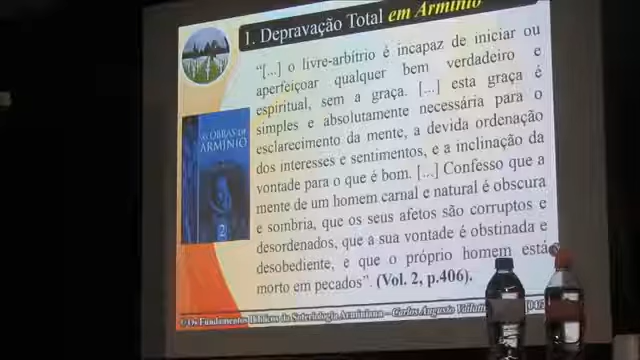 1. Depravação Total em Armínio
“[...] o livre-arbítrio é incapaz de iniciar ou
aperfeiçoar qualquer bem verdadeiro e
espiritual, sem a graça. [...] esta graça é
simples e absolutamente necessária para o
esclarecimento da mente, a devida ordenação
dos interesses e sentimentos, e a inclinação da
vontade para o que é bom. [...] Confesso que a
mente de um homem carnal e natural é obscura
e sombria, que os seus afetos são corruptos e
desordenados, que a sua vontade é obstinada e
desobediente, e que o próprio homem está
morto em pecados”. (Vol. 2, p.406).
AS OBRAS DE
ARMÍNIO
2
Os Fundamentos Bíblicos da Soteriologia Arminiana – Carlos Augusto